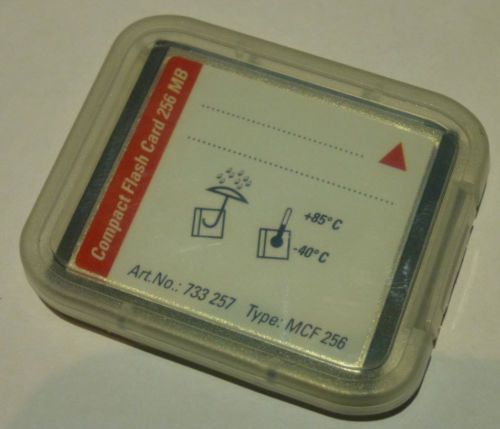 Compact Flash Card 256 MB
+85°C
-40°C
Art.No.: 733 257 Type: MCF 256